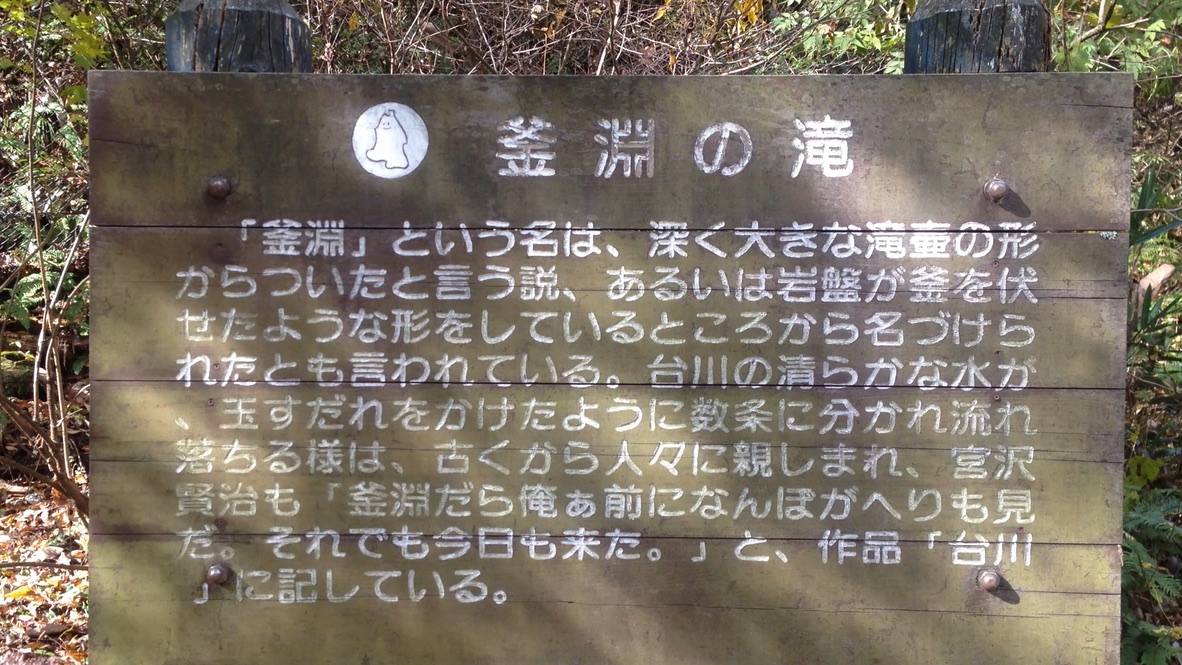 釜淵の滝
「釜淵」という名は、深く大きな滝壷の形
からついたと言う説、あるいは岩盤が釜を伏
せたような形をしているところから名づけら
れたとも言われている。台川の清らかな水が
、玉すだれをかけたように数条に分かれ流れ
落ちる様は、古くから人々に親しまれ、宮沢
賢治も「釜淵だら俺ぁ前になんぼがへりも見
だ。それでも今日も来た。」と、作品「台川
」に記している。